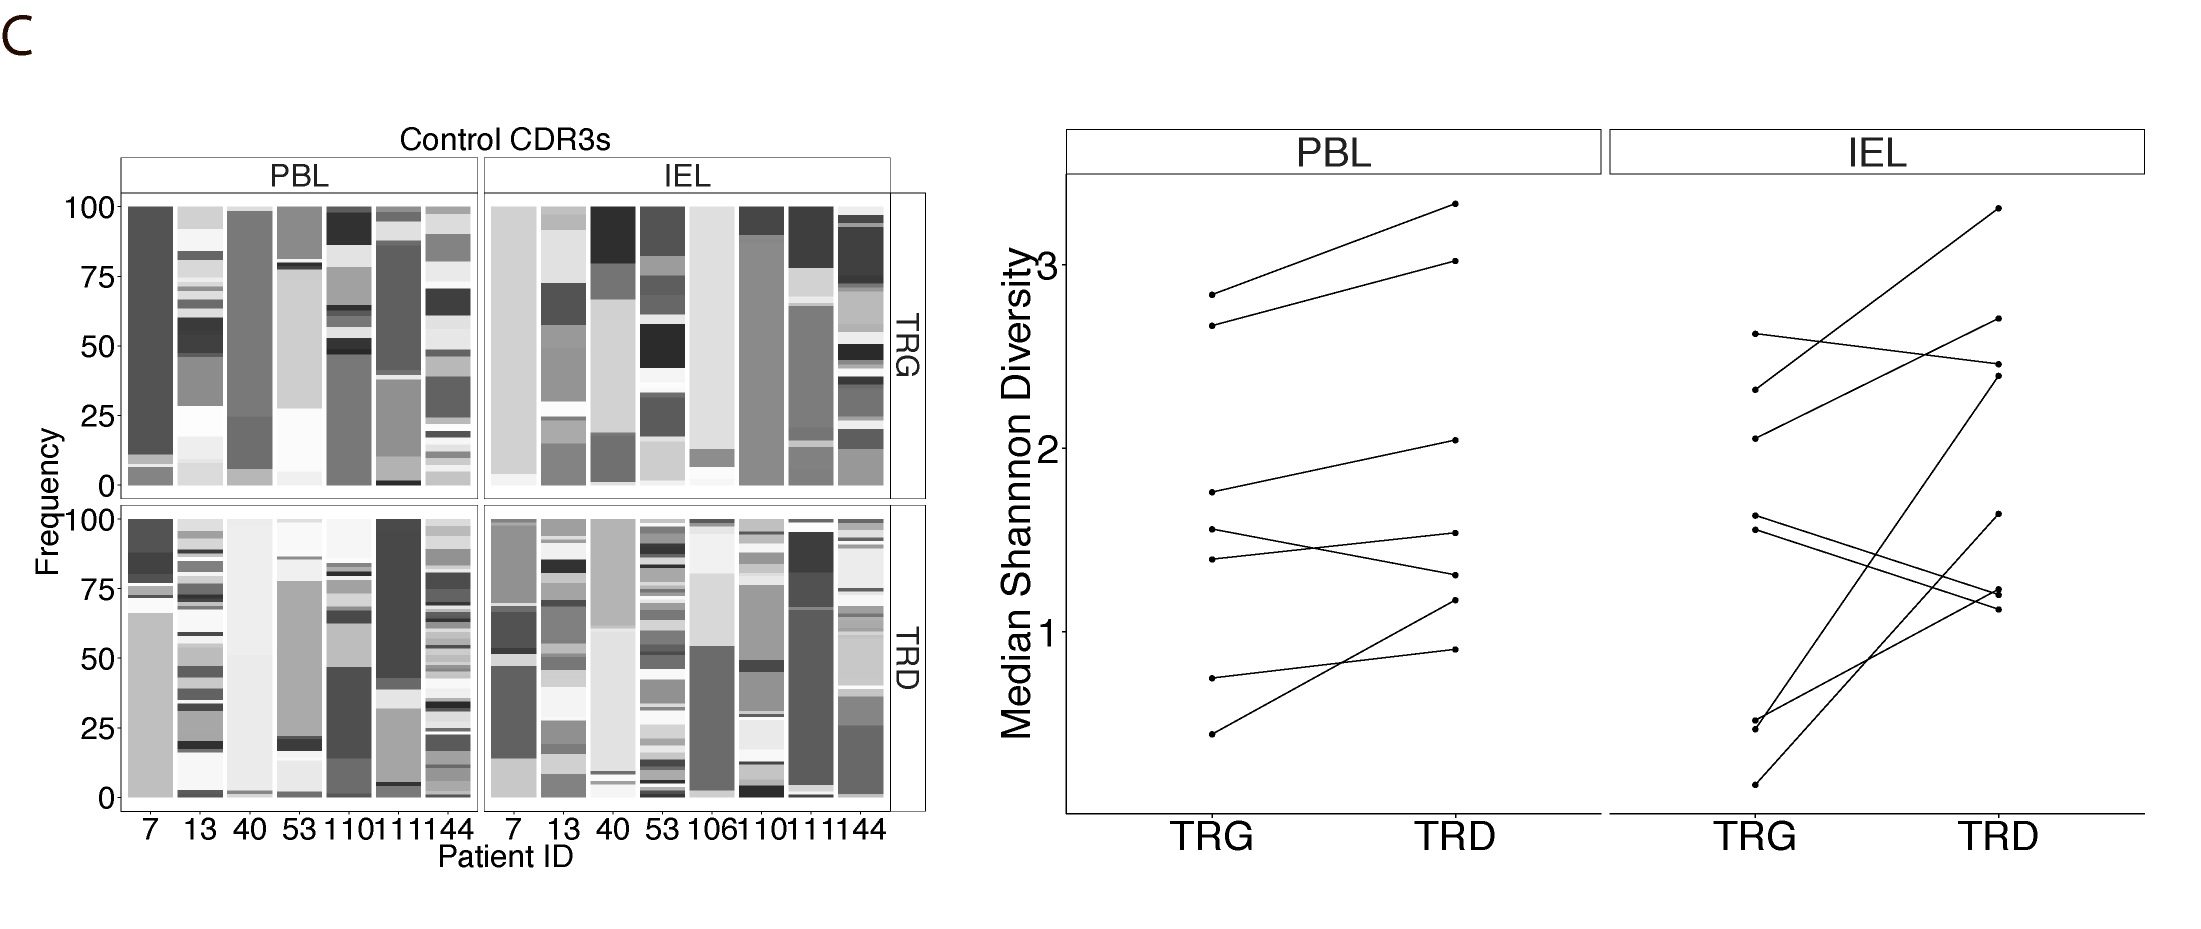 C
Control CDR3s
PBL IEL
100
75
50
25
0
TRG
100
75
50
25
0
TRD
Frequency
7 13 40 53 110 111 144 7 13 40 53 106 110 111 144
Patient ID
PBL IEL
Median Shannon Diversity
3
2
1
TRG TRD TRG TRD